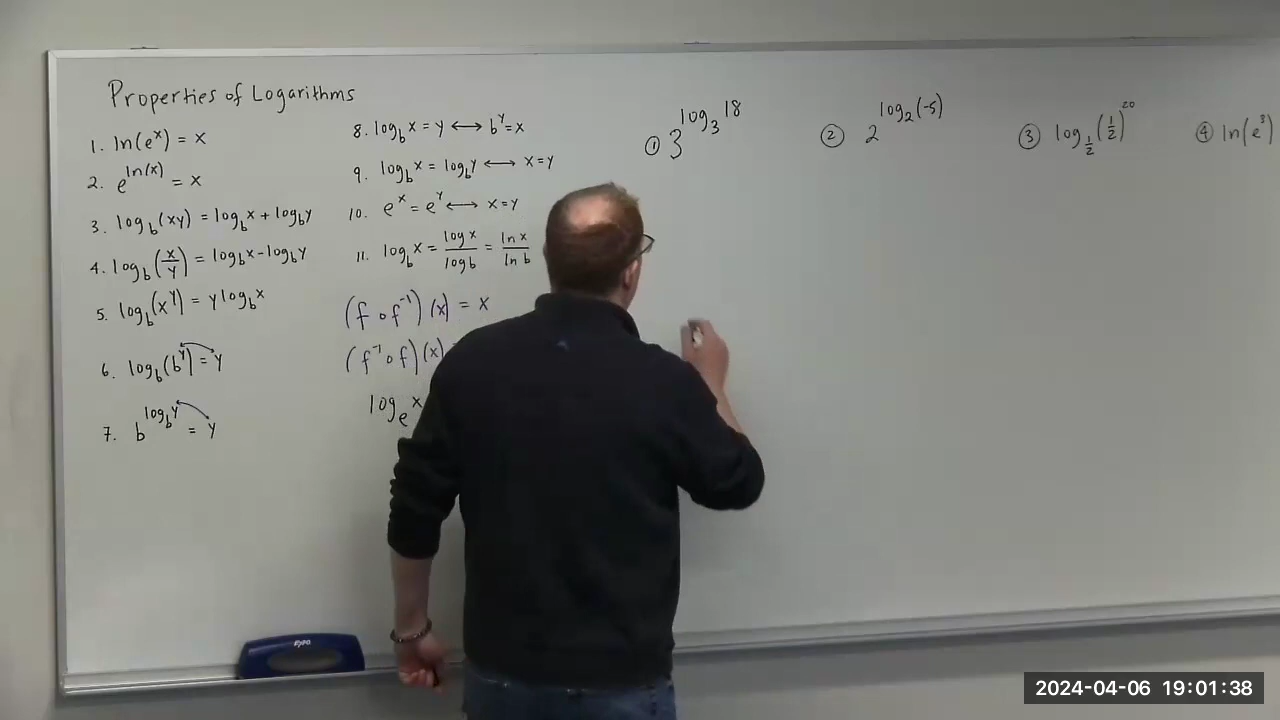 Properties of Logarithms
1. ln(e^x) = x
2. e^ln(x) = x
3. log_b(xy) = log_b x + log_b y
4. log_b(x/y) = log_b x - log_b y
5. log_b(x^y) = y log_b x
6. log_b(b^y) = y
7. b^log_b y = y
8. log_b x = y ⟷ b^y = x
9. log_b x = log_b y ⟷ x = y
10. e^x = e^y ⟷ x = y
11. log_b x = log x / log b = ln x / ln b
(f ∘ f⁻¹)(x) = x
(f⁻¹ ∘ f)(x)
log_e x
① 3^log_3 18
② 2^log_2(-5)
③ log_1/2 (1/2)^20
④ ln(e^3)
EXPO
2024-04-06 19:01:38